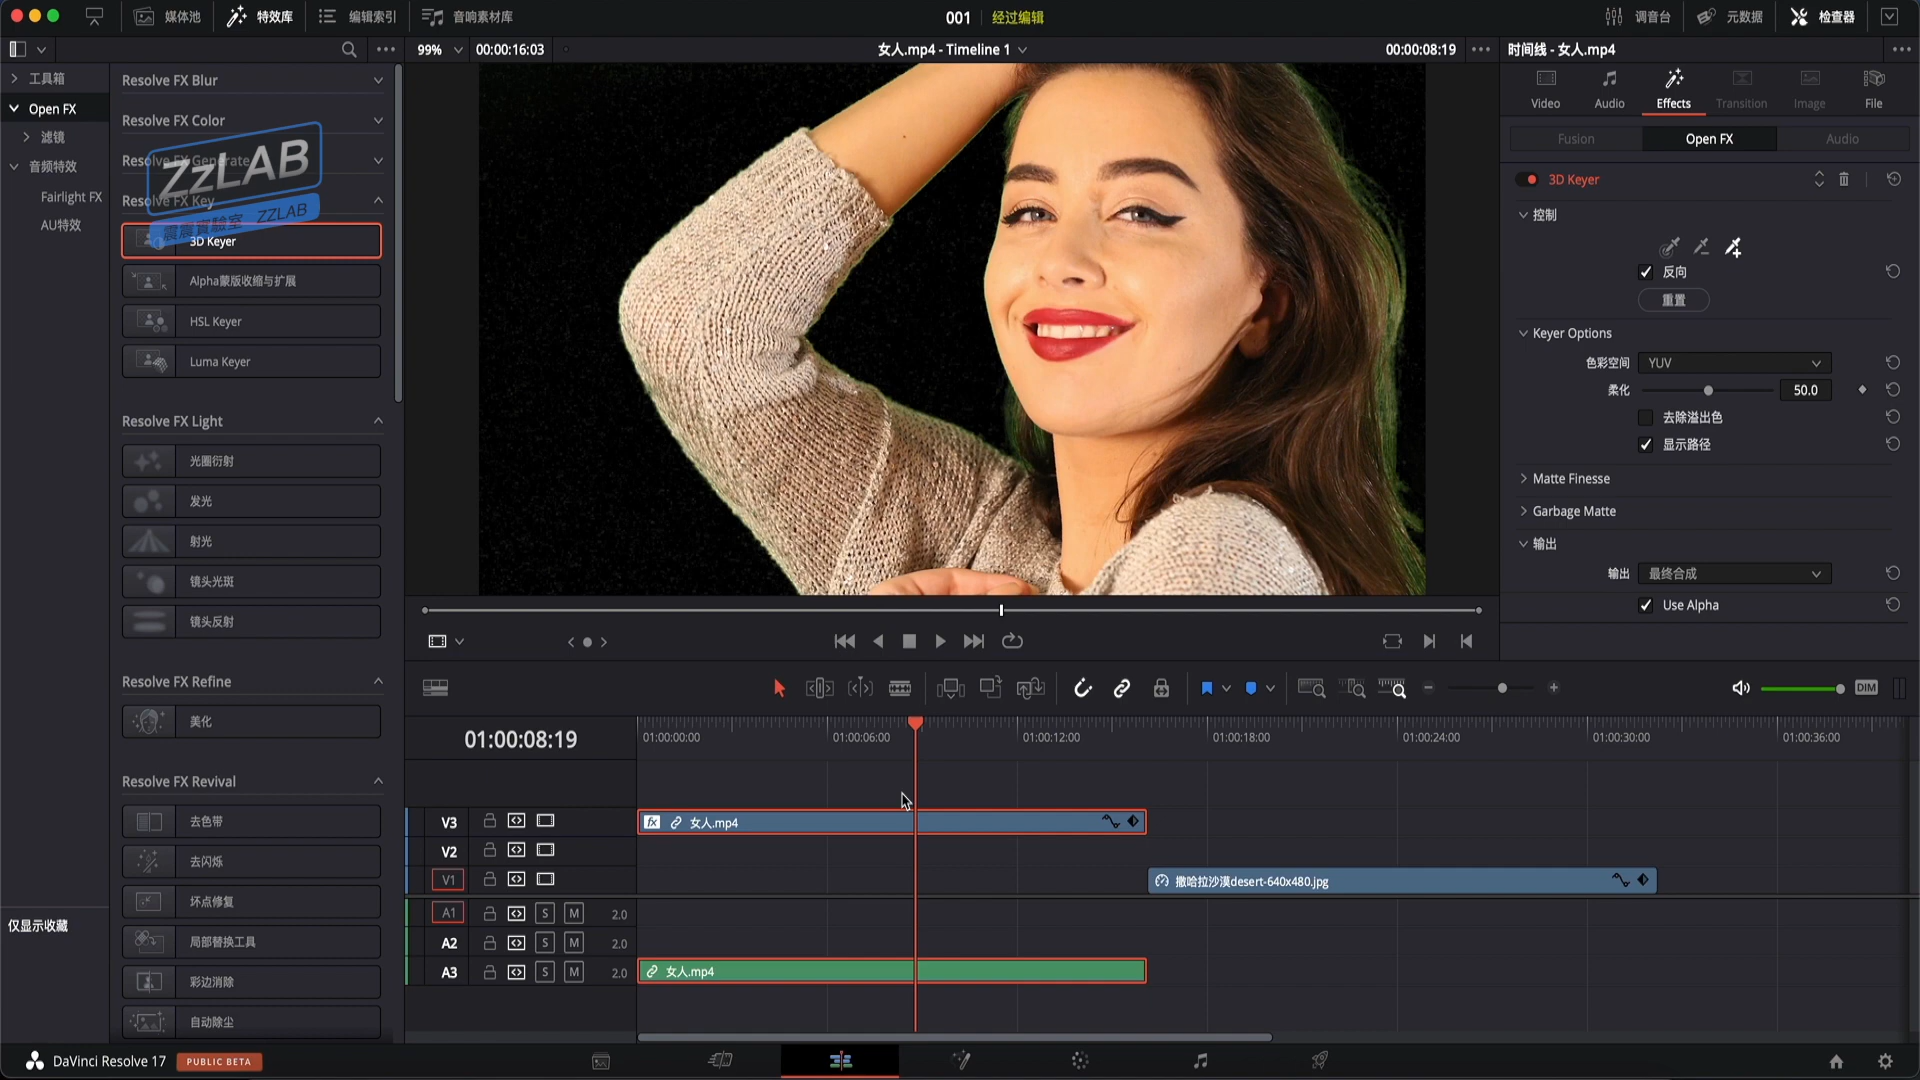 媒体池
特效库
编辑索引
音响素材库
001
经过编辑
调音台
元数据
检查器
99%
00:00:16:03
女人.mp4 - Timeline 1
00:00:08:19
时间线 - 女人.mp4
工具箱
Open FX
滤镜
音频特效
Fairlight FX
AU特效
仅显示收藏
Resolve FX Blur
Resolve FX Color
Resolve FX Generate
Resolve FX Key
ZzLAB
震震實驗室 ZZLAB
3D Keyer
Alpha蒙版收缩与扩展
HSL Keyer
Luma Keyer
Resolve FX Light
光圈衍射
发光
射光
镜头光斑
镜头反射
Resolve FX Refine
美化
Resolve FX Revival
去色带
去闪烁
坏点修复
局部替换工具
彩边消除
自动除尘
Video
Audio
Effects
Transition
Image
File
Fusion
Open FX
Audio
3D Keyer
控制
反向
重置
Keyer Options
色彩空间
YUV
柔化
50.0
去除溢出色
显示路径
Matte Finesse
Garbage Matte
输出
输出
最终合成
Use Alpha
DIM
01:00:08:19
01:00:00:00
01:00:06:00
01:00:12:00
01:00:18:00
01:00:24:00
01:00:30:00
01:00:36:00
V3
fx
女人.mp4
V2
V1
撒哈拉沙漠desert-640x480.jpg
A1
S
M
2.0
A2
S
M
2.0
A3
S
M
2.0
女人.mp4
DaVinci Resolve 17
PUBLIC BETA